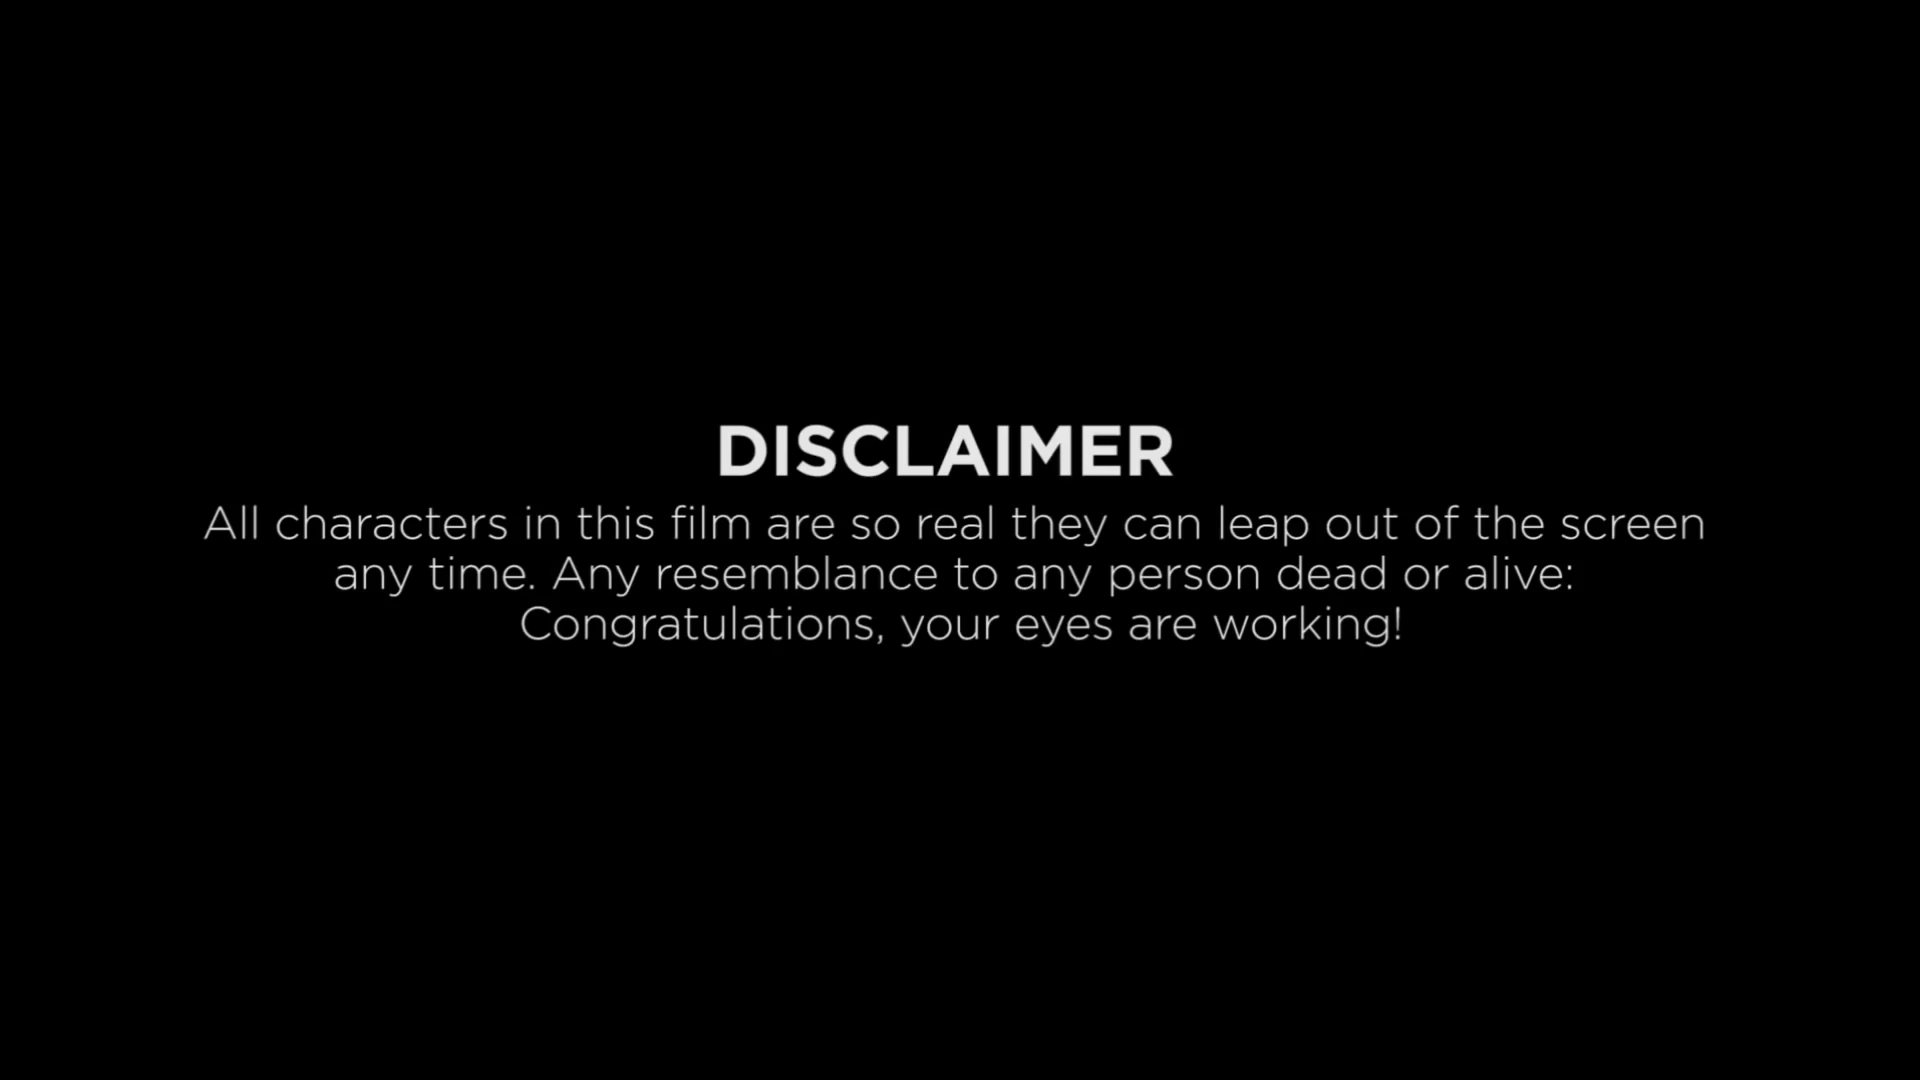 DISCLAIMER
All characters in this film are so real they can leap out of the screen
any time. Any resemblance to any person dead or alive:
Congratulations, your eyes are working!